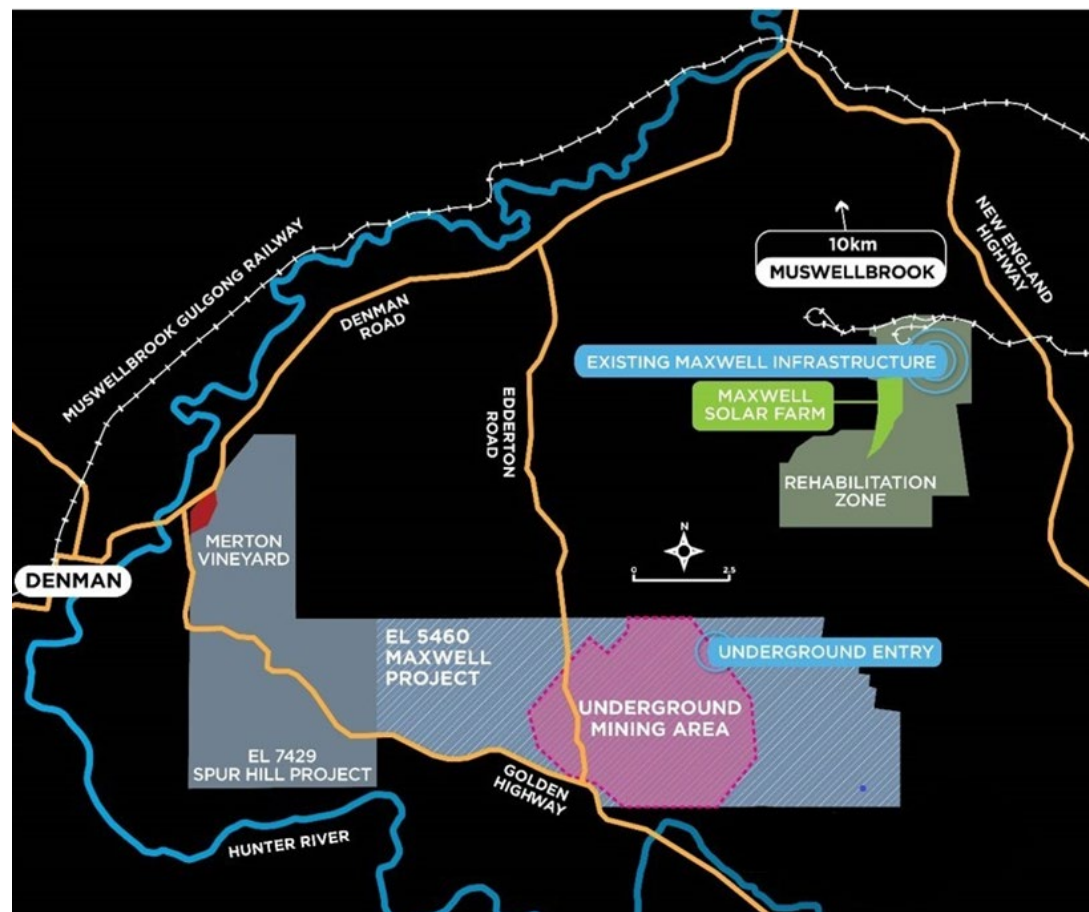 MUSWELLBROOK GULGONG RAILWAY
DENMAN
ROAD
EDDERTON
ROAD
NEW ENGLAND
HIGHWAY
10km
MUSWELLBROOK
EXISTING MAXWELL INFRASTRUCTURE
MAXWELL
SOLAR FARM
REHABILITATION
ZONE
MERTON
VINEYARD
DENMAN
N
0 2.5
EL 5460
MAXWELL
PROJECT
UNDERGROUND ENTRY
UNDERGROUND
MINING AREA
EL 7429
SPUR HILL PROJECT
GOLDEN
HIGHWAY
HUNTER RIVER